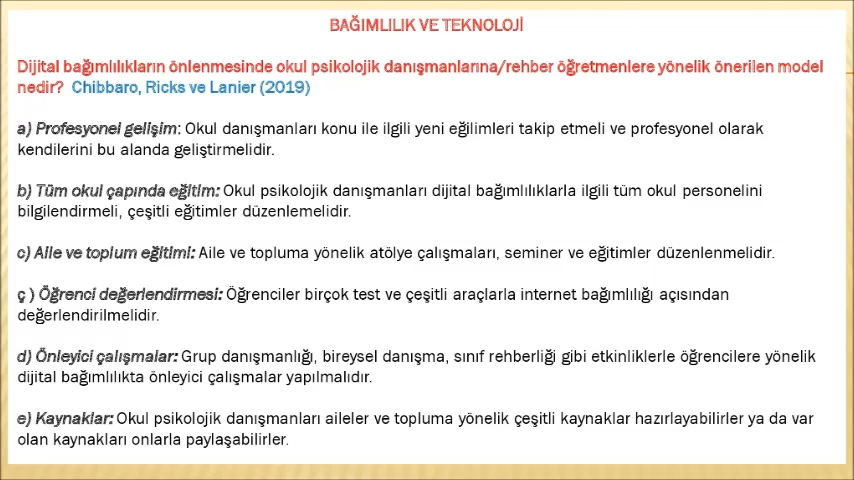 BAĞIMLILIK VE TEKNOLOJİ
Dijital bağımlılıkların önlenmesinde okul psikolojik danışmanlarına/rehber öğretmenlere yönelik önerilen model
nedir? Chibbaro, Ricks ve Lanier (2019)
a) Profesyonel gelişim: Okul danışmanları konu ile ilgili yeni eğilimleri takip etmeli ve profesyonel olarak
kendilerini bu alanda geliştirmelidir.
b) Tüm okul çapında eğitim: Okul psikolojik danışmanları dijital bağımlılıklarla ilgili tüm okul personelini
bilgilendirmeli, çeşitli eğitimler düzenlemelidir.
c) Aile ve toplum eğitimi: Aile ve topluma yönelik atölye çalışmaları, seminer ve eğitimler düzenlenmelidir.
ç ) Öğrenci değerlendirmesi: Öğrenciler birçok test ve çeşitli araçlarla internet bağımlılığı açısından
değerlendirilmelidir.
d) Önleyici çalışmalar: Grup danışmanlığı, bireysel danışma, sınıf rehberliği gibi etkinliklerle öğrencilere yönelik
dijital bağımlılıkta önleyici çalışmalar yapılmalıdır.
e) Kaynaklar: Okul psikolojik danışmanları aileler ve topluma yönelik çeşitli kaynaklar hazırlayabilirler ya da var
olan kaynakları onlarla paylaşabilirler.